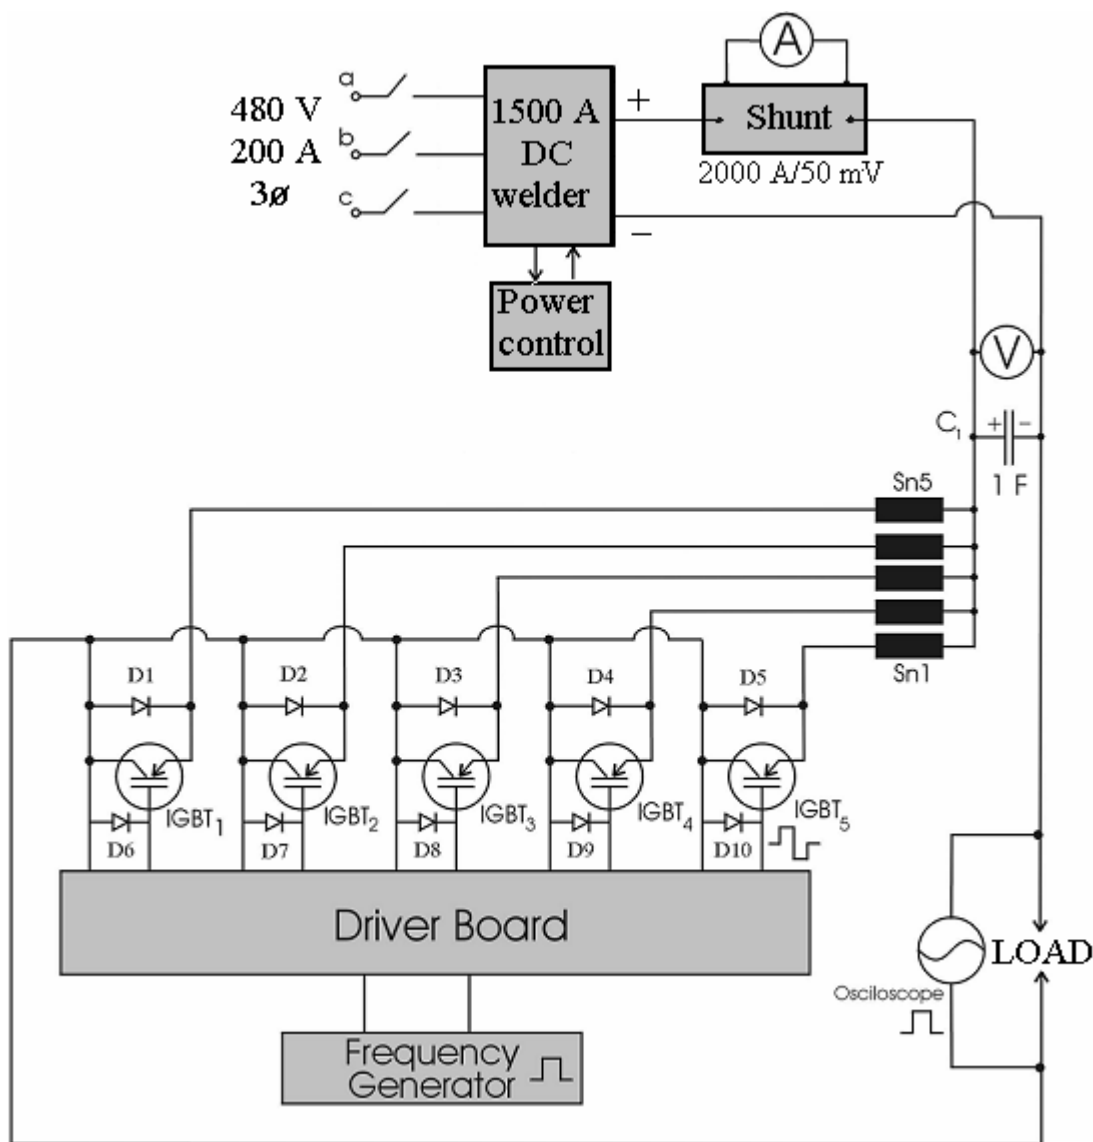 A
a
480 V
b
200 A
c
3ø
1500 A
DC
welder
+
−
Shunt
2000 A/50 mV
Power
control
V
C1
+ −
1 F
Sn5
Sn1
D1
D2
D3
D4
D5
IGBT1
IGBT2
IGBT3
IGBT4
IGBT5
D6
D7
D8
D9
D10
Driver Board
LOAD
Osciloscope
Frequency
Generator